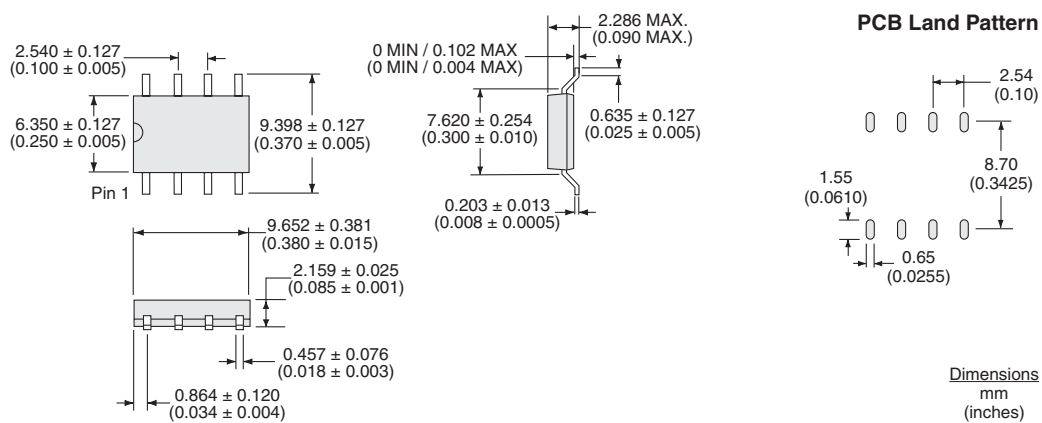 2.540 ± 0.127
(0.100 ± 0.005)
6.350 ± 0.127
(0.250 ± 0.005)
9.398 ± 0.127
(0.370 ± 0.005)
Pin 1
9.652 ± 0.381
(0.380 ± 0.015)
2.159 ± 0.025
(0.085 ± 0.001)
0.457 ± 0.076
(0.018 ± 0.003)
0.864 ± 0.120
(0.034 ± 0.004)
2.286 MAX.
(0.090 MAX.)
0 MIN / 0.102 MAX
(0 MIN / 0.004 MAX)
7.620 ± 0.254
(0.300 ± 0.010)
0.635 ± 0.127
(0.025 ± 0.005)
0.203 ± 0.013
(0.008 ± 0.0005)
PCB Land Pattern
2.54
(0.10)
8.70
(0.3425)
1.55
(0.0610)
0.65
(0.0255)
Dimensions
mm
(inches)